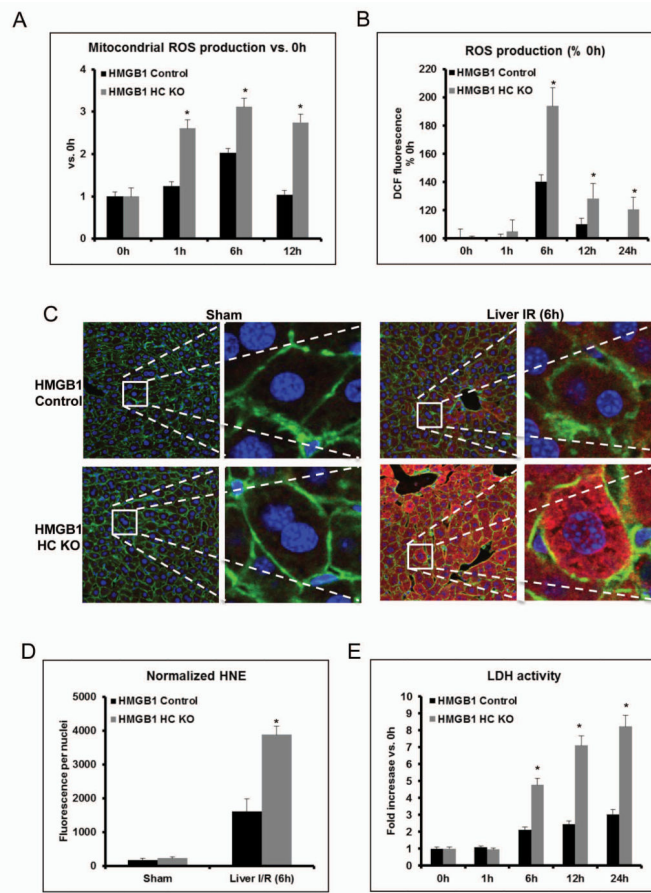 A
Mitocondrial ROS production vs. 0h
HMGB1 Control
HMGB1 HC KO
vs. 0h
4
3
2
1
0
*
*
*
0h 1h 6h 12h
B
ROS production (% 0h)
HMGB1 Control
HMGB1 HC KO
DCF fluorescence
% 0h
220
200
180
160
140
120
100
*
*
*
0h 1h 6h 12h 24h
C
Sham
Liver IR (6h)
HMGB1
Control
HMGB1
HC KO
D
Normalized HNE
HMGB1 Control
HMGB1 HC KO
Fluorescence per nuclei
5000
4000
3000
2000
1000
0
*
Sham Liver I/R (6h)
E
LDH activity
HMGB1 Control
HMGB1 HC KO
Fold incresase vs. 0h
10
9
8
7
6
5
4
3
2
1
0
*
*
*
0h 1h 6h 12h 24h